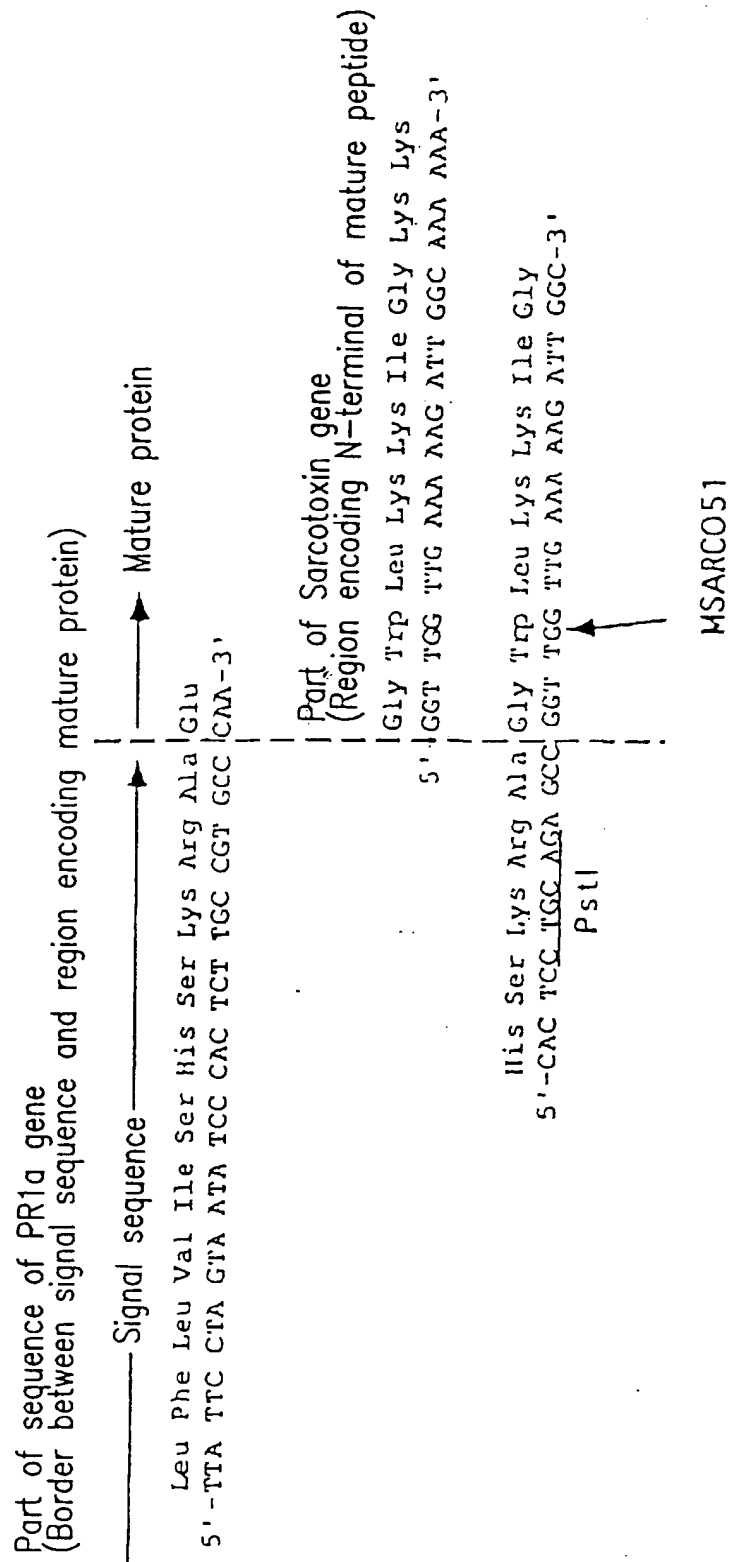 Part of sequence of PR1a gene
(Border between signal sequence and region encoding mature protein)
Signal sequence
Mature protein
Leu Phe Leu Val Ile Ser His Ser Lys Arg Ala Glu
5'-TTA TTC CTA GTA ATA TCC CAC TCT TGC CGT GCC CAA-3'
Part of Sarcotoxin gene
(Region encoding N-terminal of mature peptide)
Gly Trp Leu Lys Lys Ile Gly Lys Lys
5'-GGT TGG TTG AAA AAG ATT GGC AAA AAA-3'
His Ser Lys Arg Ala Gly Trp Leu Lys Lys Ile Gly
5'-CAC TCC TGC AGA GCC GGT TGG TTG AAA AAG ATT GGC-3'
PstI
MSARCO51